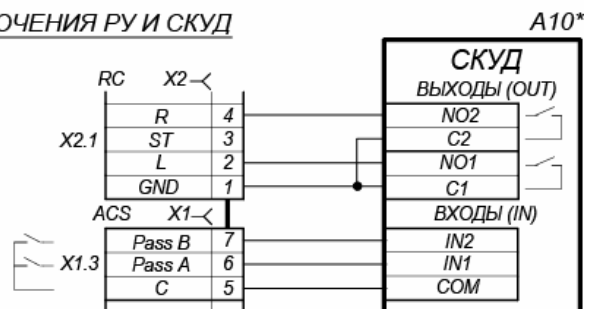 ОЧЕНИЯ РУ И СКУД
A10*
СКУД
ВЫХОДЫ (OUT)
RC X2
X2.1
R 4
ST 3
L 2
GND 1
NO2
C2
NO1
C1
ACS X1
ВХОДЫ (IN)
X1.3
Pass B 7
Pass A 6
C 5
IN2
IN1
COM